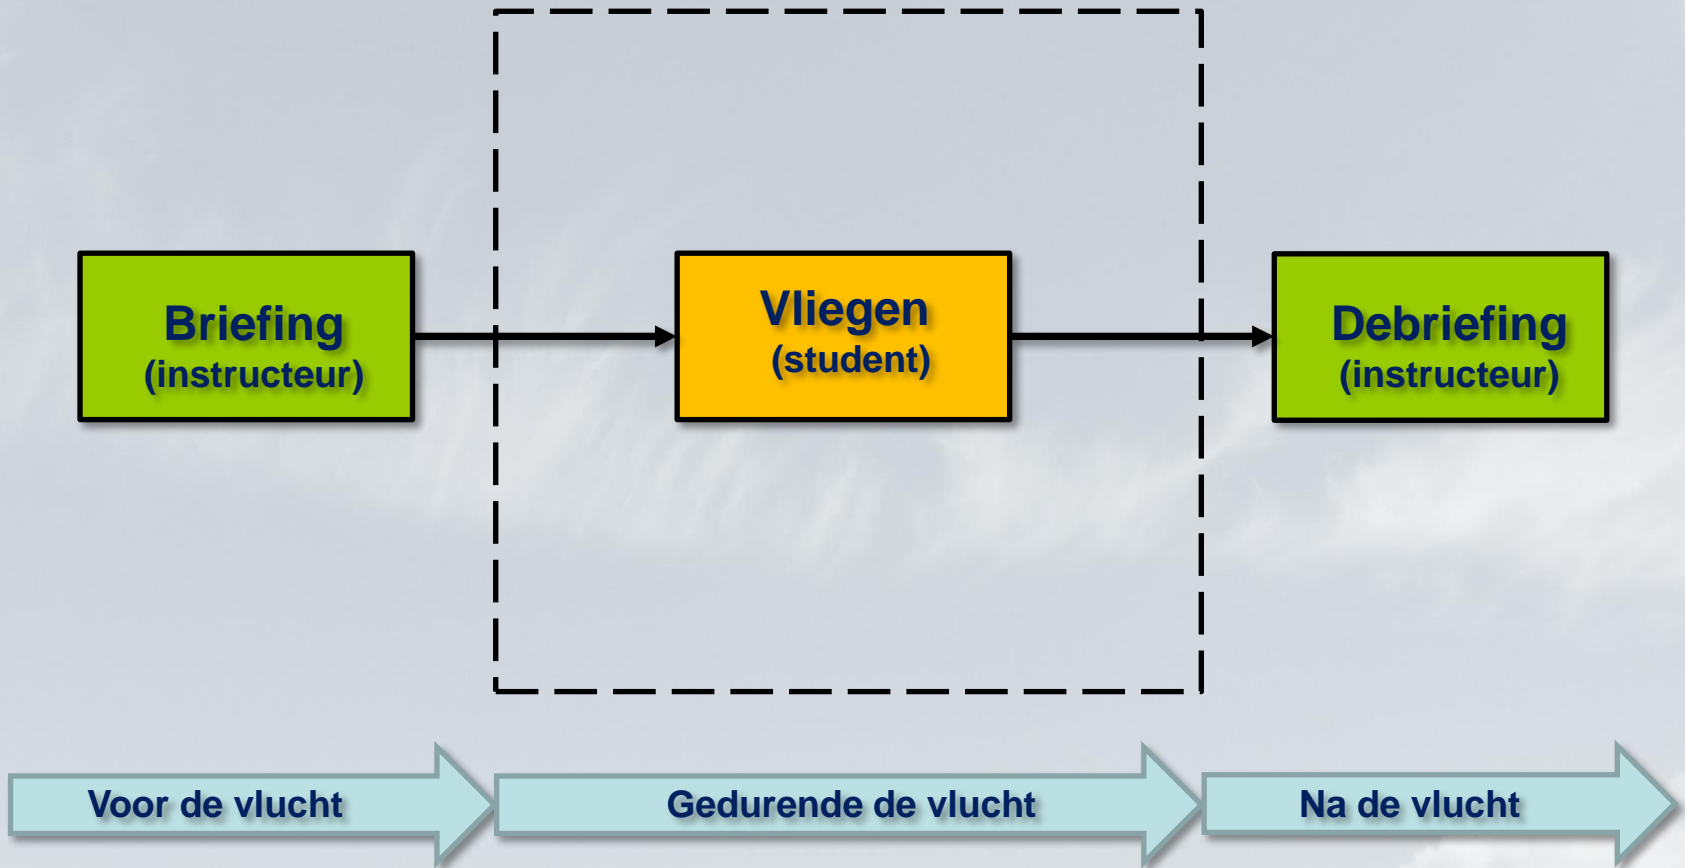 Briefing
(instructeur)
Vliegen
(student)
Debriefing
(instructeur)
Voor de vlucht
Gedurende de vlucht
Na de vlucht